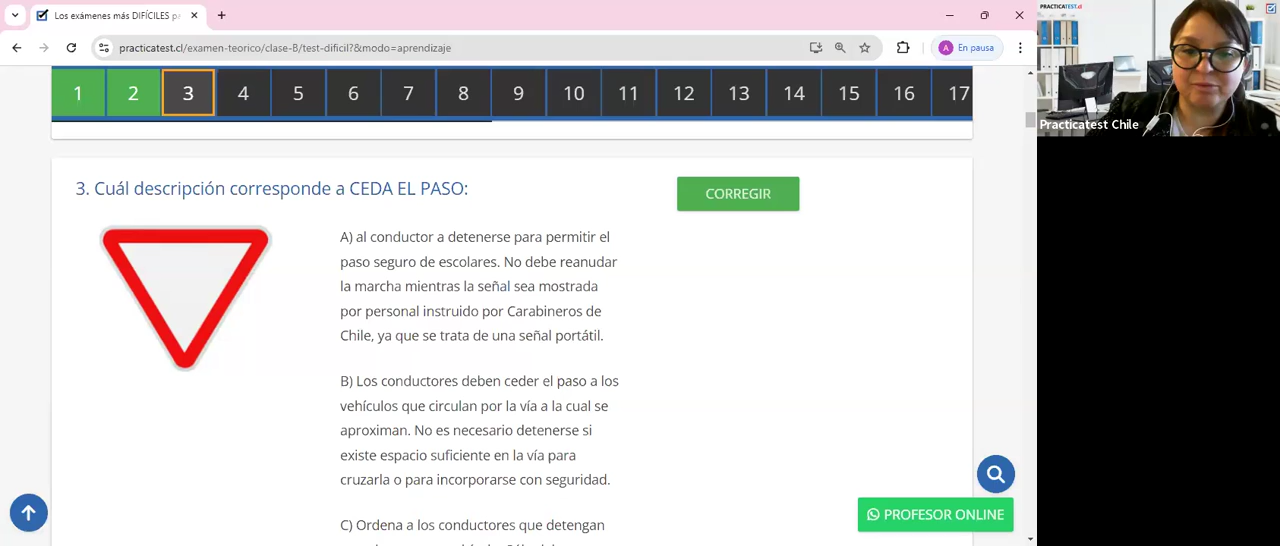 Los exámenes más DIFÍCILES pa
practicatest.cl/examen-teorico/clase-B/test-dificil?&modo=aprendizaje
A
En pausa
1 2 3 4 5 6 7 8 9 10 11 12 13 14 15 16 17
3. Cuál descripción corresponde a CEDA EL PASO:
CORREGIR
A) al conductor a detenerse para permitir el
paso seguro de escolares. No debe reanudar
la marcha mientras la señal sea mostrada
por personal instruido por Carabineros de
Chile, ya que se trata de una señal portátil.
B) Los conductores deben ceder el paso a los
vehículos que circulan por la vía a la cual se
aproximan. No es necesario detenerse si
existe espacio suficiente en la vía para
cruzarla o para incorporarse con seguridad.
C) Ordena a los conductores que detengan
PROFESOR ONLINE
PRACTICATEST.cl
Practicatest Chile